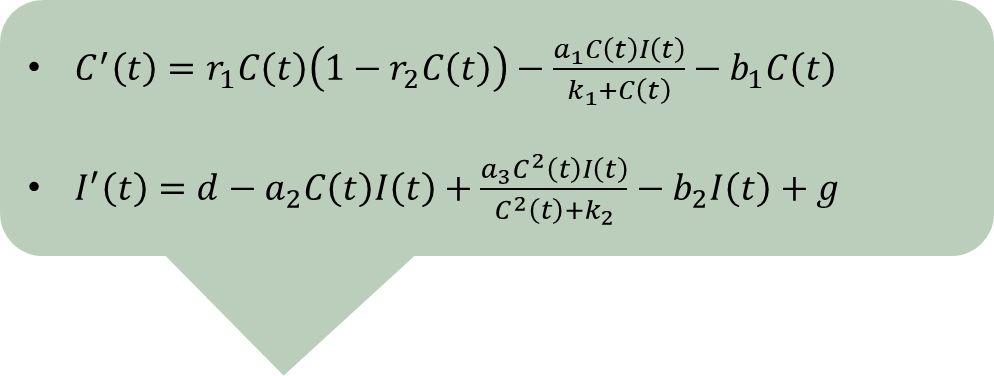 • C′(t) = r₁C(t)(1 − r₂C(t)) − a₁C(t)I(t)/(k₁+C(t)) − b₁C(t)
• I′(t) = d − a₂C(t)I(t) + a₃C²(t)I(t)/(C²(t)+k₂) − b₂I(t) + g